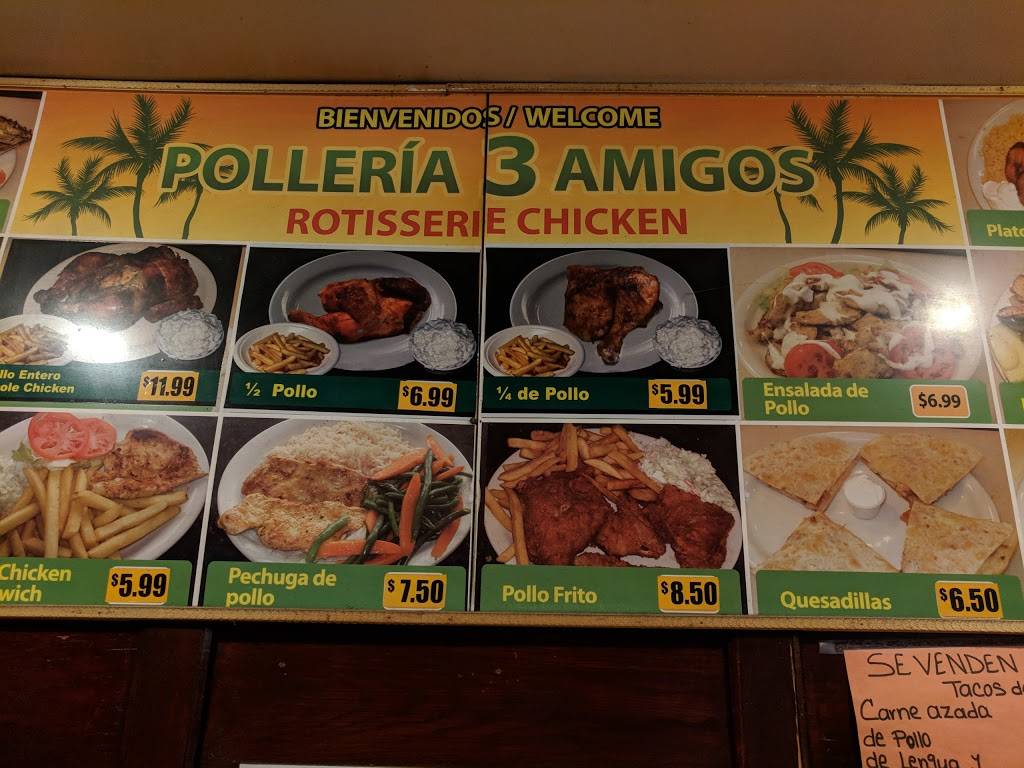 BIENVENIDOS / WELCOME
POLLERÍA 3 AMIGOS
ROTISSERIE CHICKEN
llo Entero
ole Chicken
$11.99
½ Pollo
$6.99
¼ de Pollo
$5.99
Ensalada de
Pollo
$6.99
Plato
Chicken
wich
$5.99
Pechuga de
pollo
$7.50
Pollo Frito
$8.50
Quesadillas
$6.50
SE VENDEN
Tacos de
Carne azada
de Pollo
de Lengua y